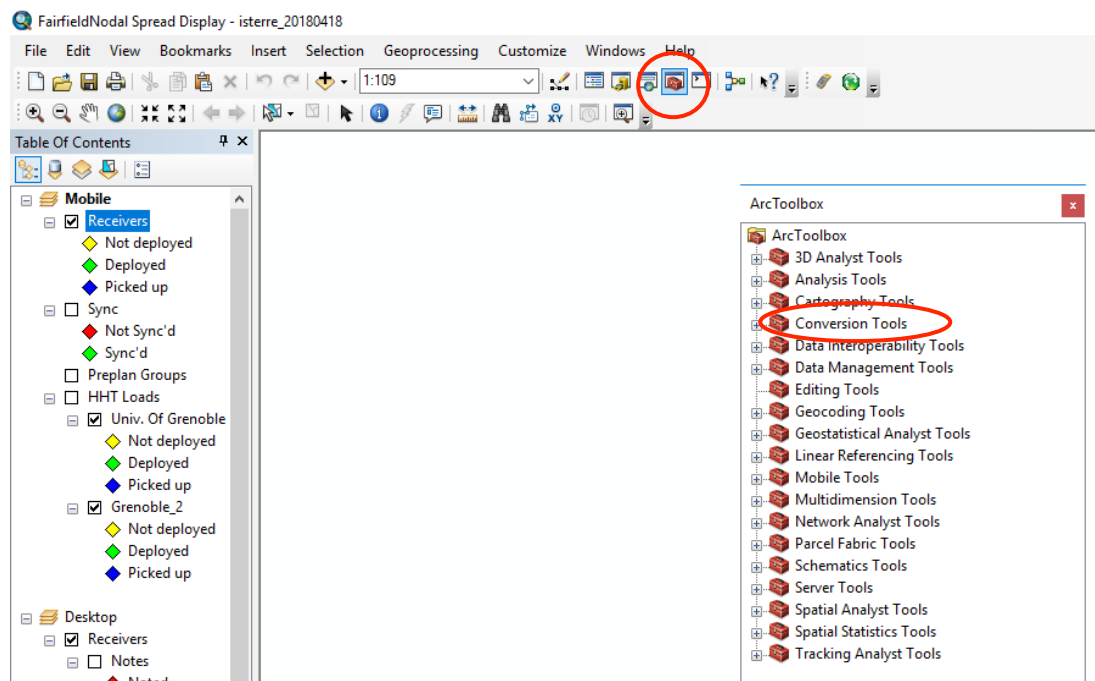 FairfieldNodal Spread Display - isterre_20180418
File Edit View Bookmarks Insert Selection Geoprocessing Customize Windows Help
1:109
Table Of Contents
Mobile
Receivers
Not deployed
Deployed
Picked up
Sync
Not Sync'd
Sync'd
Preplan Groups
HHT Loads
Univ. Of Grenoble
Not deployed
Deployed
Picked up
Grenoble_2
Not deployed
Deployed
Picked up
Desktop
Receivers
Notes
Noted
ArcToolbox
ArcToolbox
3D Analyst Tools
Analysis Tools
Cartography Tools
Conversion Tools
Data Interoperability Tools
Data Management Tools
Editing Tools
Geocoding Tools
Geostatistical Analyst Tools
Linear Referencing Tools
Mobile Tools
Multidimension Tools
Network Analyst Tools
Parcel Fabric Tools
Schematics Tools
Server Tools
Spatial Analyst Tools
Spatial Statistics Tools
Tracking Analyst Tools